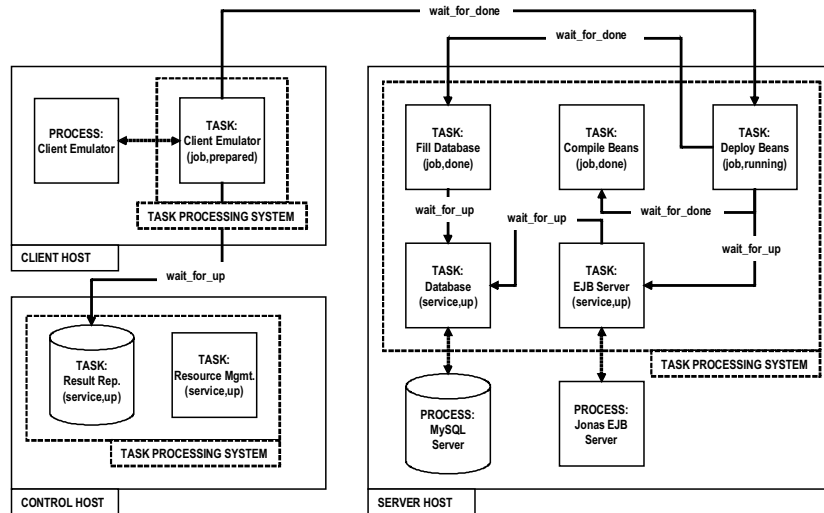 wait_for_done
wait_for_done
PROCESS:
Client Emulator
TASK:
Client Emulator
(job,prepared)
TASK PROCESSING SYSTEM
CLIENT HOST
wait_for_up
TASK:
Result Rep.
(service,up)
TASK:
Resource Mgmt.
(service,up)
TASK PROCESSING SYSTEM
CONTROL HOST
TASK:
Fill Database
(job,done)
TASK:
Compile Beans
(job,done)
TASK:
Deploy Beans
(job,running)
wait_for_up
wait_for_up
wait_for_done
wait_for_up
TASK:
Database
(service,up)
TASK:
EJB Server
(service,up)
TASK PROCESSING SYSTEM
PROCESS:
MySQL
Server
PROCESS:
Jonas EJB
Server
SERVER HOST